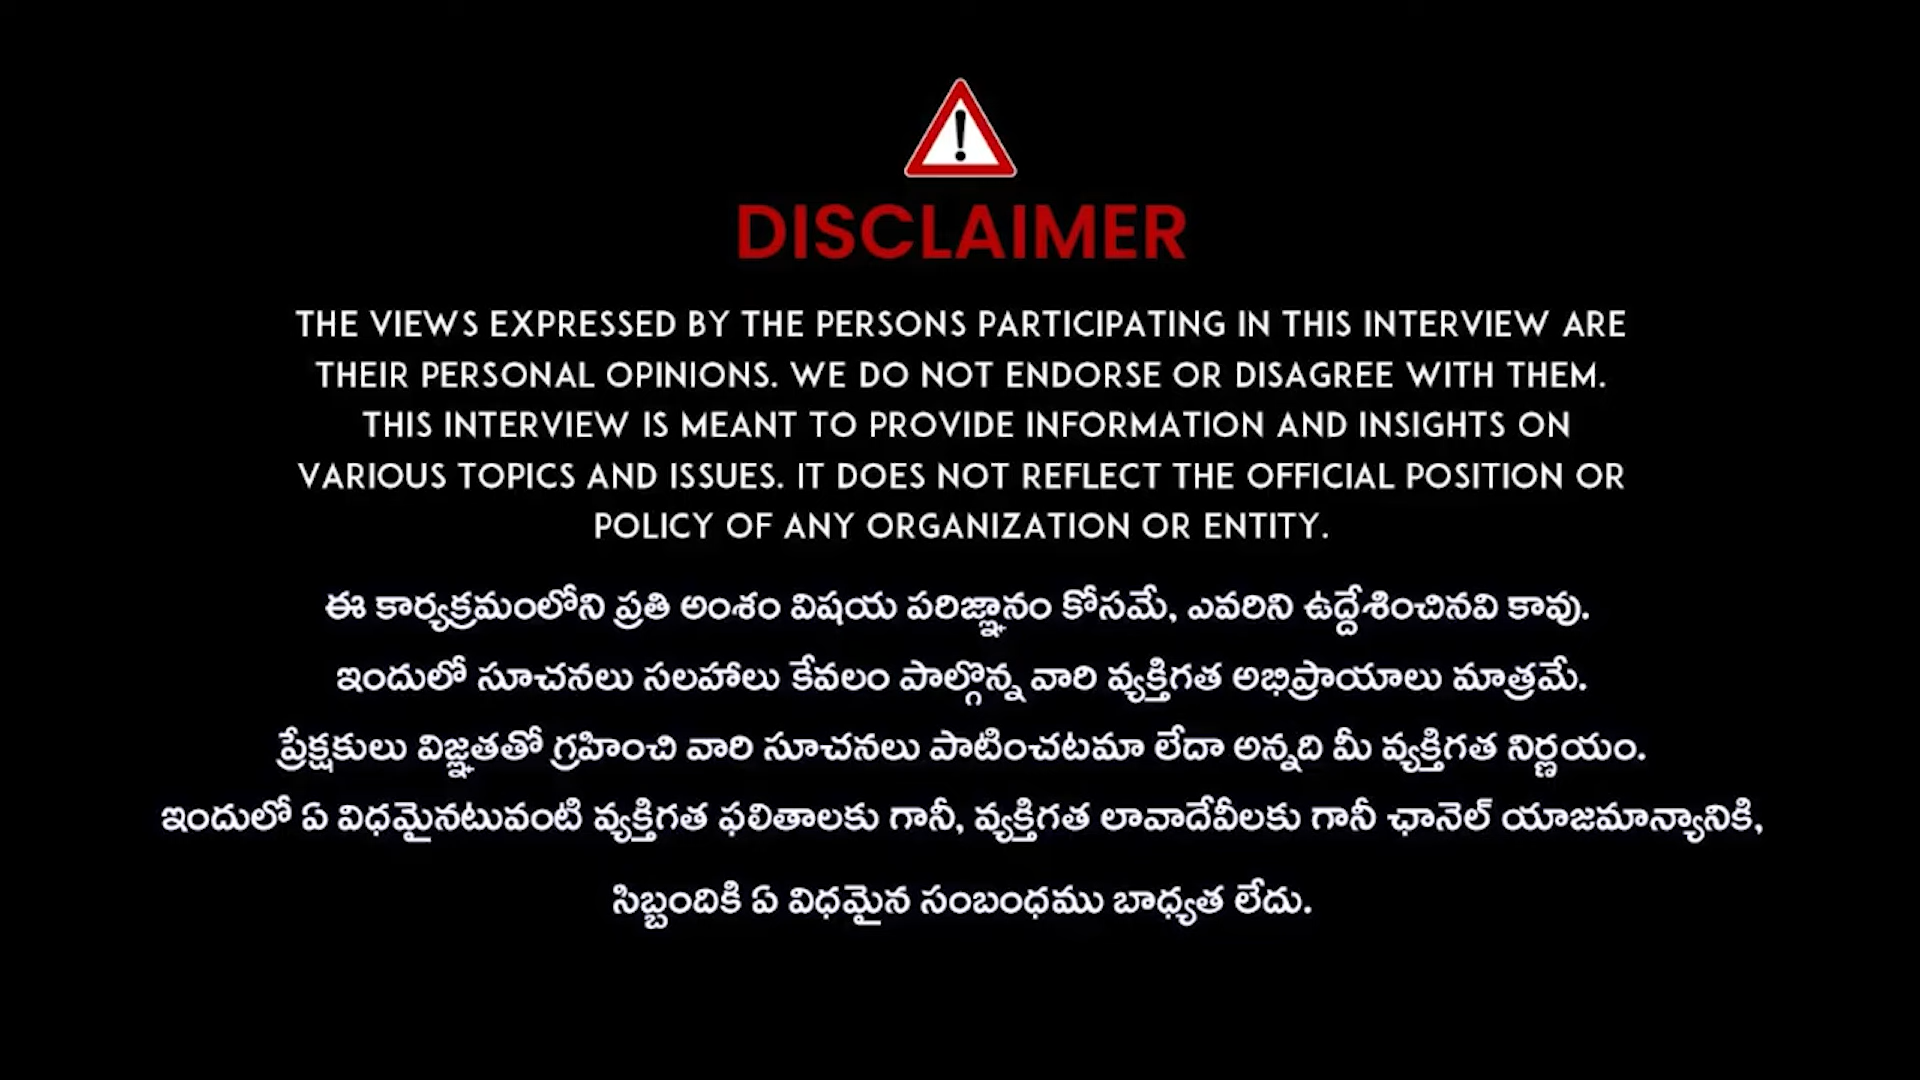 DISCLAIMER
THE VIEWS EXPRESSED BY THE PERSONS PARTICIPATING IN THIS INTERVIEW ARE
THEIR PERSONAL OPINIONS. WE DO NOT ENDORSE OR DISAGREE WITH THEM.
THIS INTERVIEW IS MEANT TO PROVIDE INFORMATION AND INSIGHTS ON
VARIOUS TOPICS AND ISSUES. IT DOES NOT REFLECT THE OFFICIAL POSITION OR
POLICY OF ANY ORGANIZATION OR ENTITY.
ఈ కార్యక్రమంలోని ప్రతి అంశం విషయ పరిజ్ఞానం కోసమే, ఎవరిని ఉద్దేశించినవి కావు.
ఇందులో సూచనలు సలహాలు కేవలం పాల్గొన్న వారి వ్యక్తిగత అభిప్రాయాలు మాత్రమే.
ప్రేక్షకులు విజ్ఞతతో గ్రహించి వారి సూచనలు పాటించటమా లేదా అన్నది మీ వ్యక్తిగత నిర్ణయం.
ఇందులో ఏ విధమైనటువంటి వ్యక్తిగత ఫలితాలకు గానీ, వ్యక్తిగత లావాదేవీలకు గానీ ఛానెల్ యాజమాన్యానికి,
సిబ్బందికి ఏ విధమైన సంబంధము బాధ్యత లేదు.